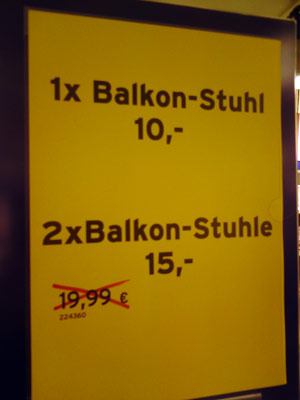 1x Balkon-Stuhl
10,-
2xBalkon-Stuhle
15,-
19,99 €
224360